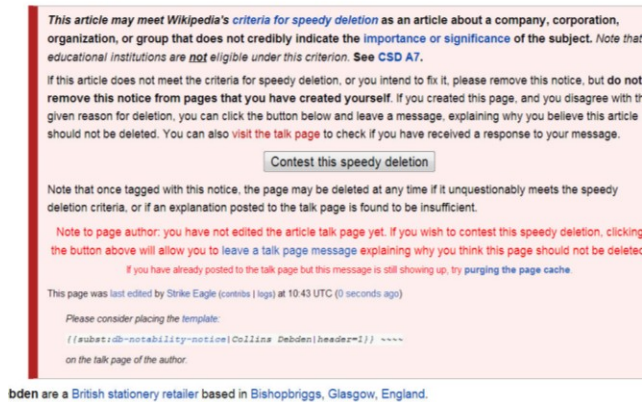 This article may meet Wikipedia's criteria for speedy deletion as an article about a company, corporation,
organization, or group that does not credibly indicate the importance or significance of the subject. Note that
educational institutions are not eligible under this criterion. See CSD A7.
If this article does not meet the criteria for speedy deletion, or you intend to fix it, please remove this notice, but do not
remove this notice from pages that you have created yourself. If you created this page, and you disagree with th
given reason for deletion, you can click the button below and leave a message, explaining why you believe this article
should not be deleted. You can also visit the talk page to check if you have received a response to your message.
Contest this speedy deletion
Note that once tagged with this notice, the page may be deleted at any time if it unquestionably meets the speedy
deletion criteria, or if an explanation posted to the talk page is found to be insufficient.
Note to page author: you have not edited the article talk page yet. If you wish to contest this speedy deletion, clicking
the button above will allow you to leave a talk page message explaining why you think this page should not be deleted
If you have already posted to the talk page but this message is still showing up, try purging the page cache.
This page was last edited by Strike Eagle (contribs | logs) at 10:43 UTC (0 seconds ago)
Please consider placing the template:
{{subst:db-notability-notice|Collins Debden|header=1}} ~~~~
on the talk page of the author.
bden are a British stationery retailer based in Bishopbriggs, Glasgow, England.